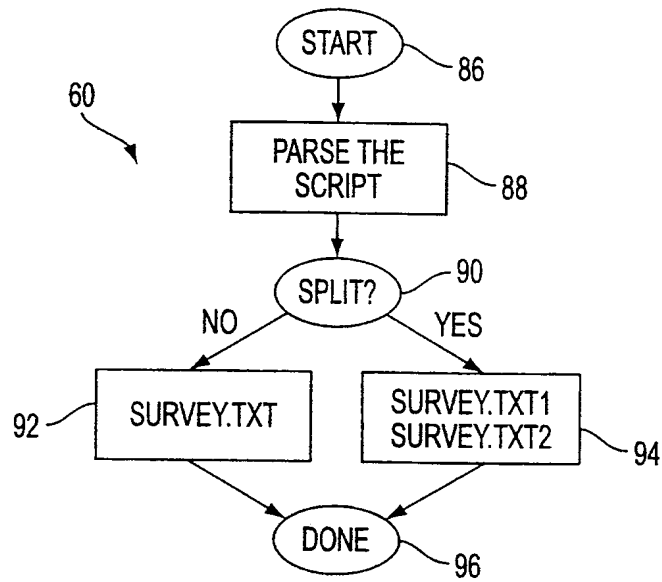 START
86
60
PARSE THE
SCRIPT
88
90
SPLIT?
NO
YES
SURVEY.TXT
92
SURVEY.TXT1
SURVEY.TXT2
94
DONE
96